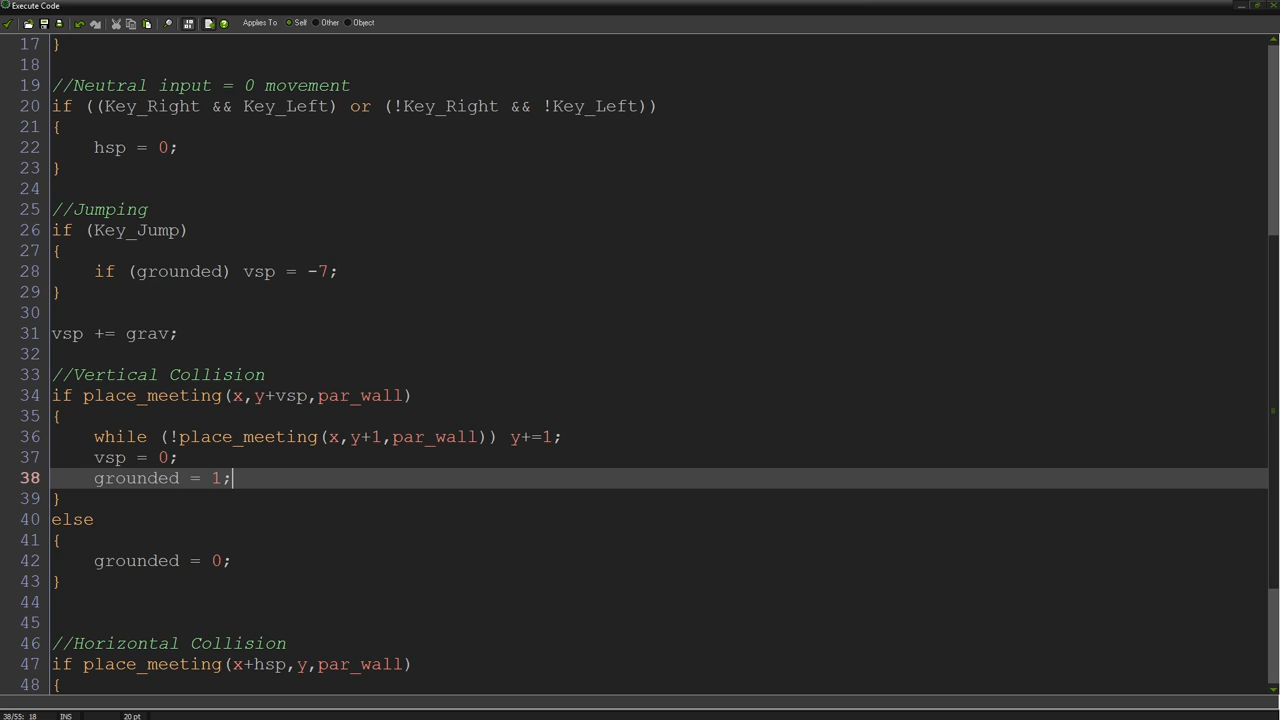 Execute Code
Applies To Self Other Object
17 }
18
19 //Neutral input = 0 movement
20 if ((Key_Right && Key_Left) or (!Key_Right && !Key_Left))
21 {
22     hsp = 0;
23 }
24
25 //Jumping
26 if (Key_Jump)
27 {
28     if (grounded) vsp = -7;
29 }
30
31 vsp += grav;
32
33 //Vertical Collision
34 if place_meeting(x,y+vsp,par_wall)
35 {
36     while (!place_meeting(x,y+1,par_wall)) y+=1;
37     vsp = 0;
38     grounded = 1;
39 }
40 else
41 {
42     grounded = 0;
43 }
44
45
46 //Horizontal Collision
47 if place_meeting(x+hsp,y,par_wall)
48 {
38/55: 18 INS 20 pt